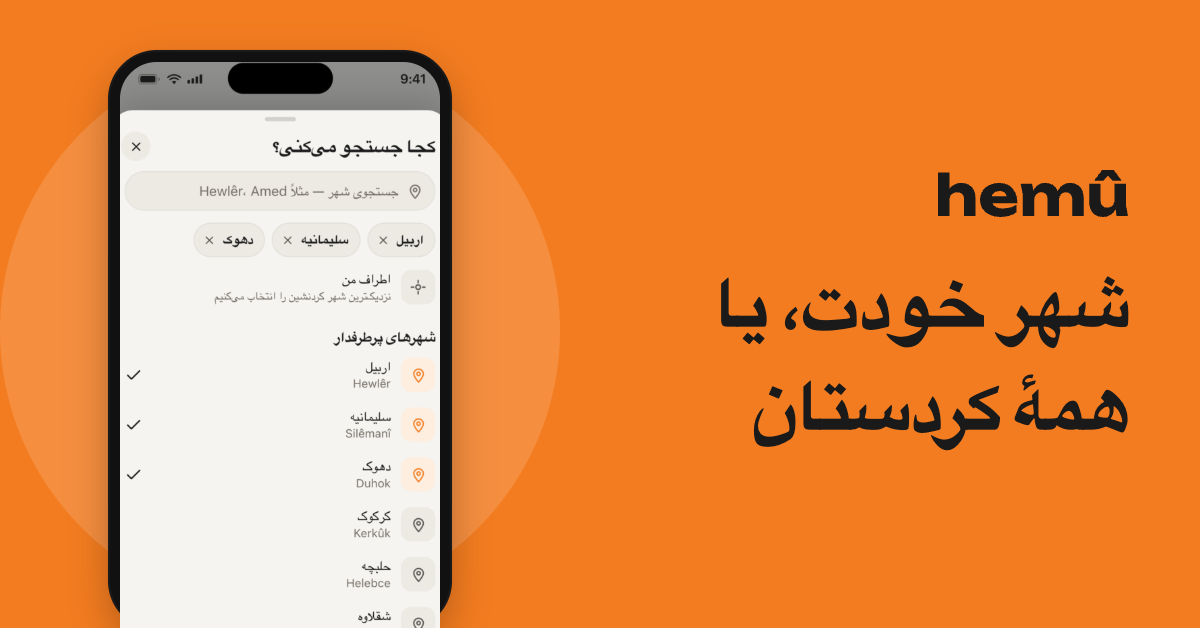 9:41
کجا جستجو می‌کنی؟
جستجوی شهر — مثلاً Hewlêr، Amed
اربیل
سلیمانیه
دهوک
اطراف من
نزدیکترین شهر کردنشین را انتخاب می‌کنیم
شهرهای پرطرفدار
اربیل
Hewlêr
سلیمانیه
Silêmanî
دهوک
Duhok
کرکوک
Kerkûk
حلبچه
Helebce
شقلاوه
hemû
شهر خودت، یا
همهٔ کردستان